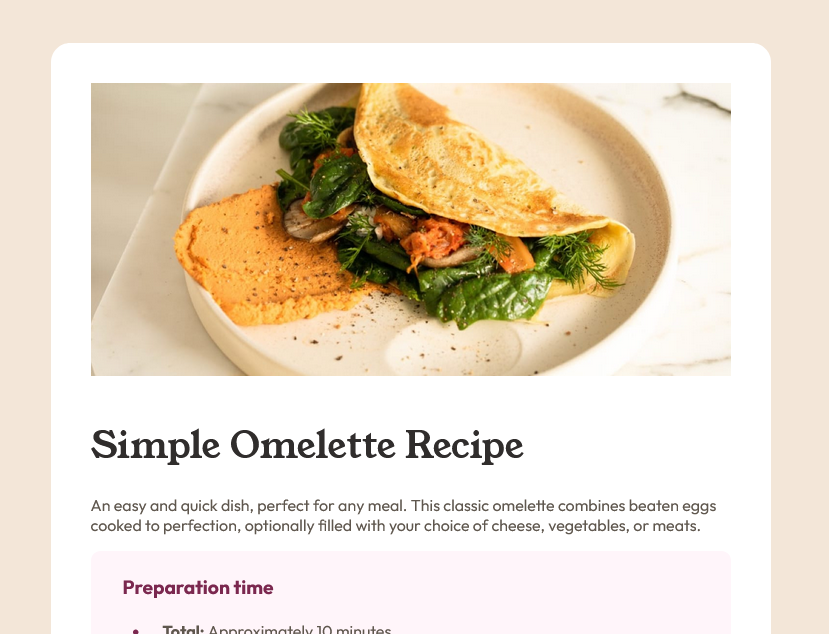 Simple Omelette Recipe
An easy and quick dish, perfect for any meal. This classic omelette combines beaten eggs
cooked to perfection, optionally filled with your choice of cheese, vegetables, or meats.
Preparation time
• Total: Approximately 10 minutes